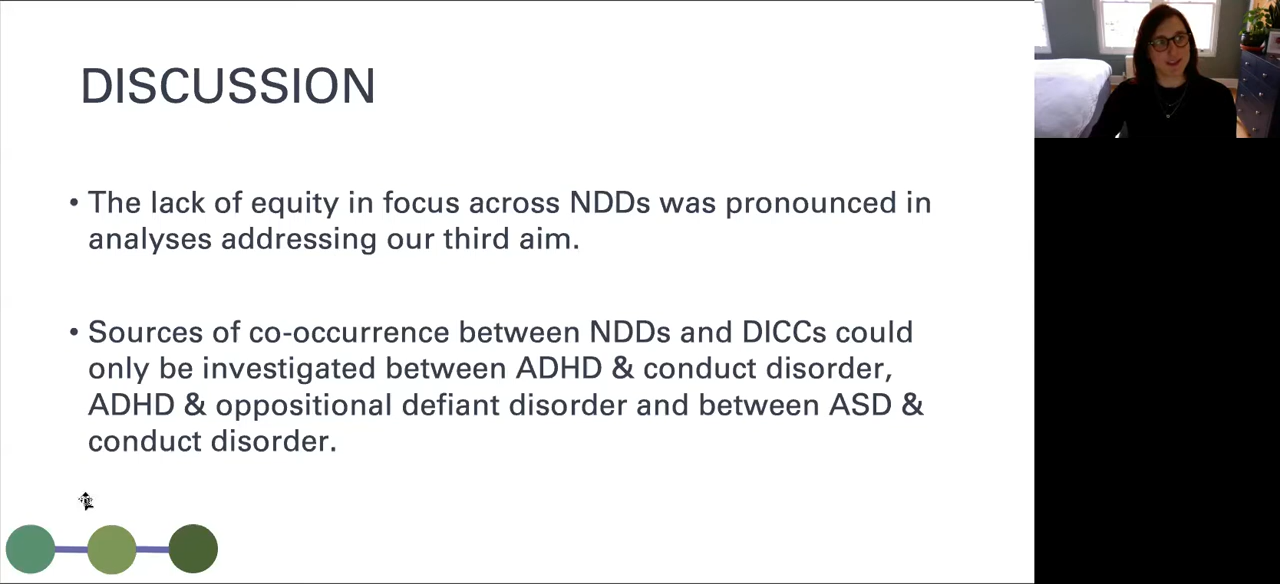 DISCUSSION
• The lack of equity in focus across NDDs was pronounced in
analyses addressing our third aim.
• Sources of co-occurrence between NDDs and DICCs could
only be investigated between ADHD & conduct disorder,
ADHD & oppositional defiant disorder and between ASD &
conduct disorder.